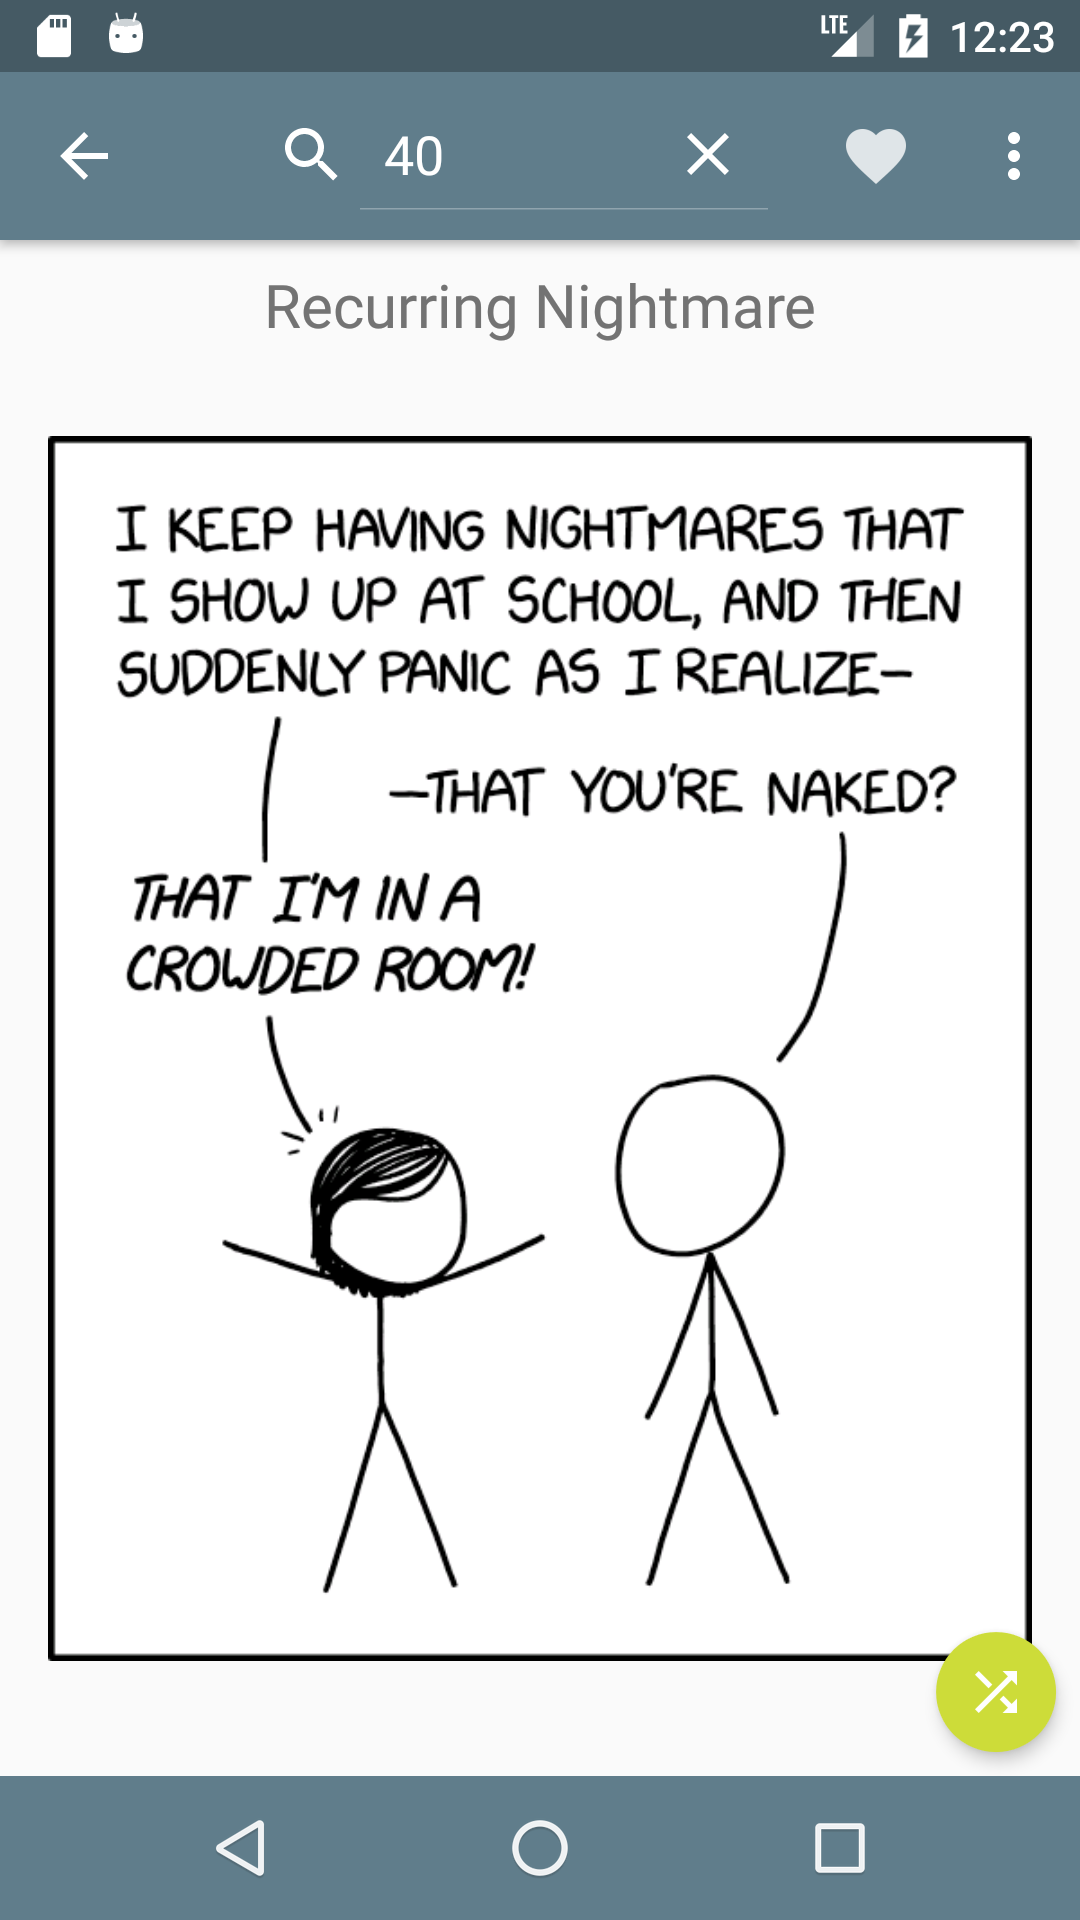 LTE 12:23
40
Recurring Nightmare
I KEEP HAVING NIGHTMARES THAT
I SHOW UP AT SCHOOL, AND THEN
SUDDENLY PANIC AS I REALIZE—
—THAT YOU'RE NAKED?
THAT I'M IN A
CROWDED ROOM!